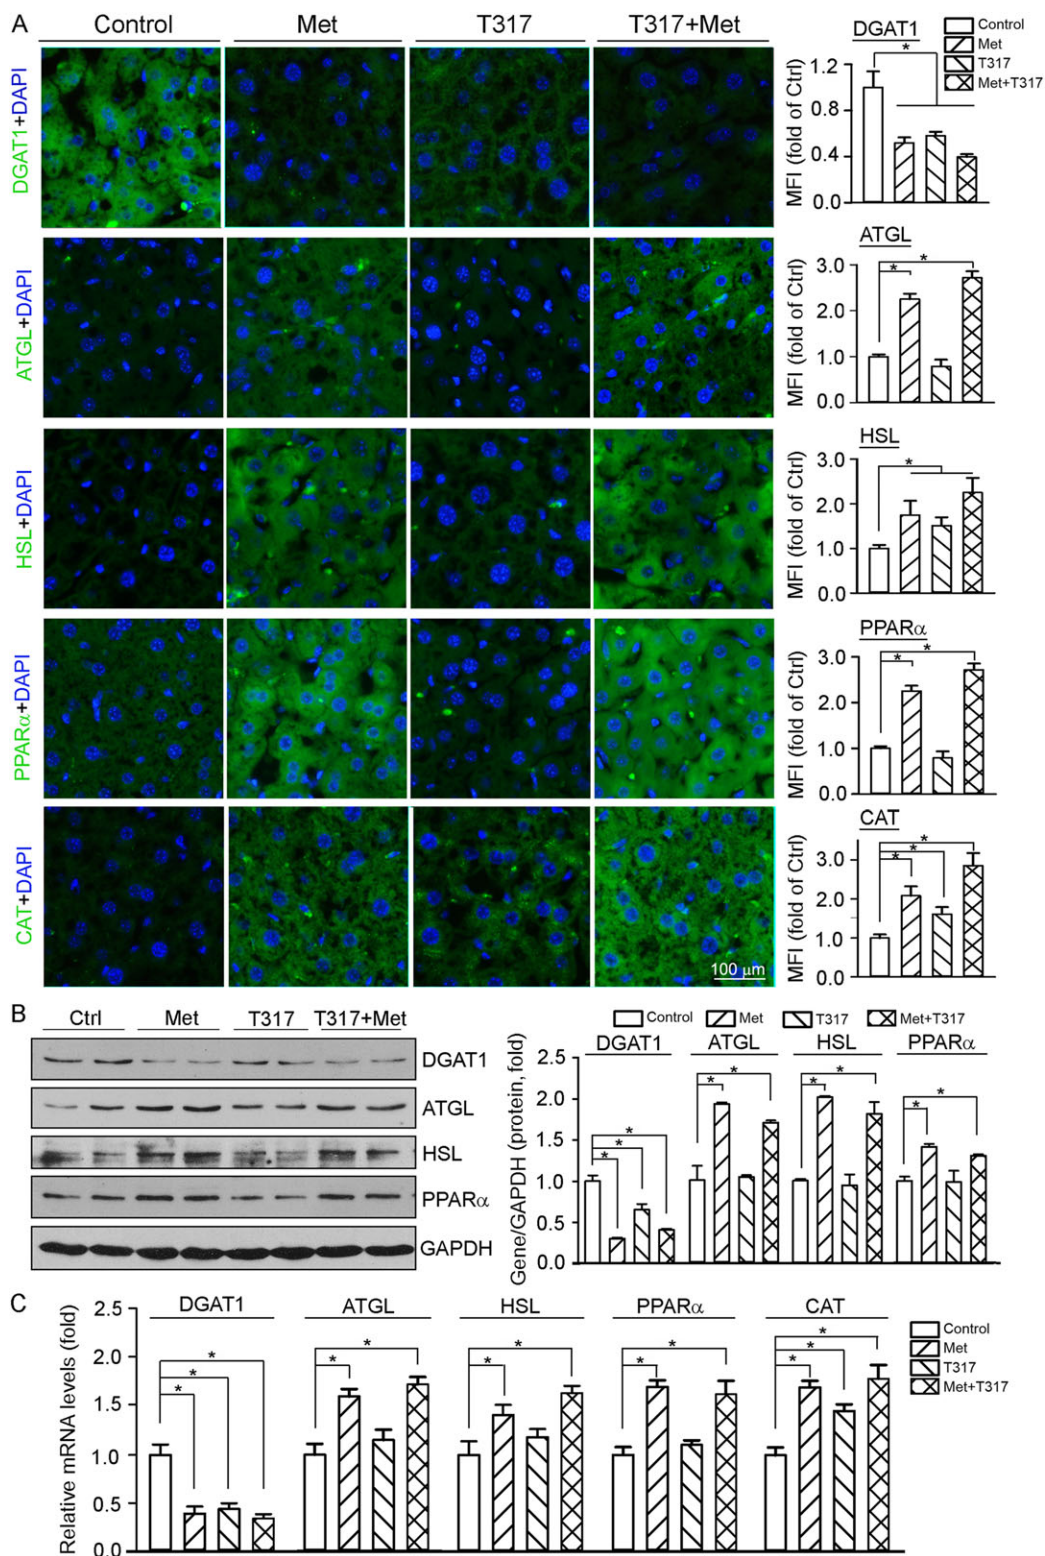 A
Control
Met
T317
T317+Met
DGAT1+DAPI
ATGL+DAPI
HSL+DAPI
PPARα+DAPI
CAT+DAPI
100 μm
DGAT1
Control
Met
T317
Met+T317
MFI (fold of Ctrl)
1.2
0.8
0.4
0.0
*
ATGL
MFI (fold of Ctrl)
3.0
2.0
1.0
0.0
*
*
HSL
MFI (fold of Ctrl)
3.0
2.0
1.0
0.0
*
PPARα
MFI (fold of Ctrl)
3.0
2.0
1.0
0.0
*
*
CAT
MFI (fold of Ctrl)
3.0
2.0
1.0
0.0
*
*
*
B
Ctrl
Met
T317
T317+Met
DGAT1
ATGL
HSL
PPARα
GAPDH
Control
Met
T317
Met+T317
DGAT1
ATGL
HSL
PPARα
Gene/GAPDH (protein, fold)
2.5
2.0
1.5
1.0
0.5
0.0
*
*
*
*
*
*
*
*
*
C
DGAT1
ATGL
HSL
PPARα
CAT
Relative mRNA levels (fold)
2.5
2.0
1.5
1.0
0.5
0.0
*
*
*
*
*
*
*
*
*
*
*
*
Control
Met
T317
Met+T317